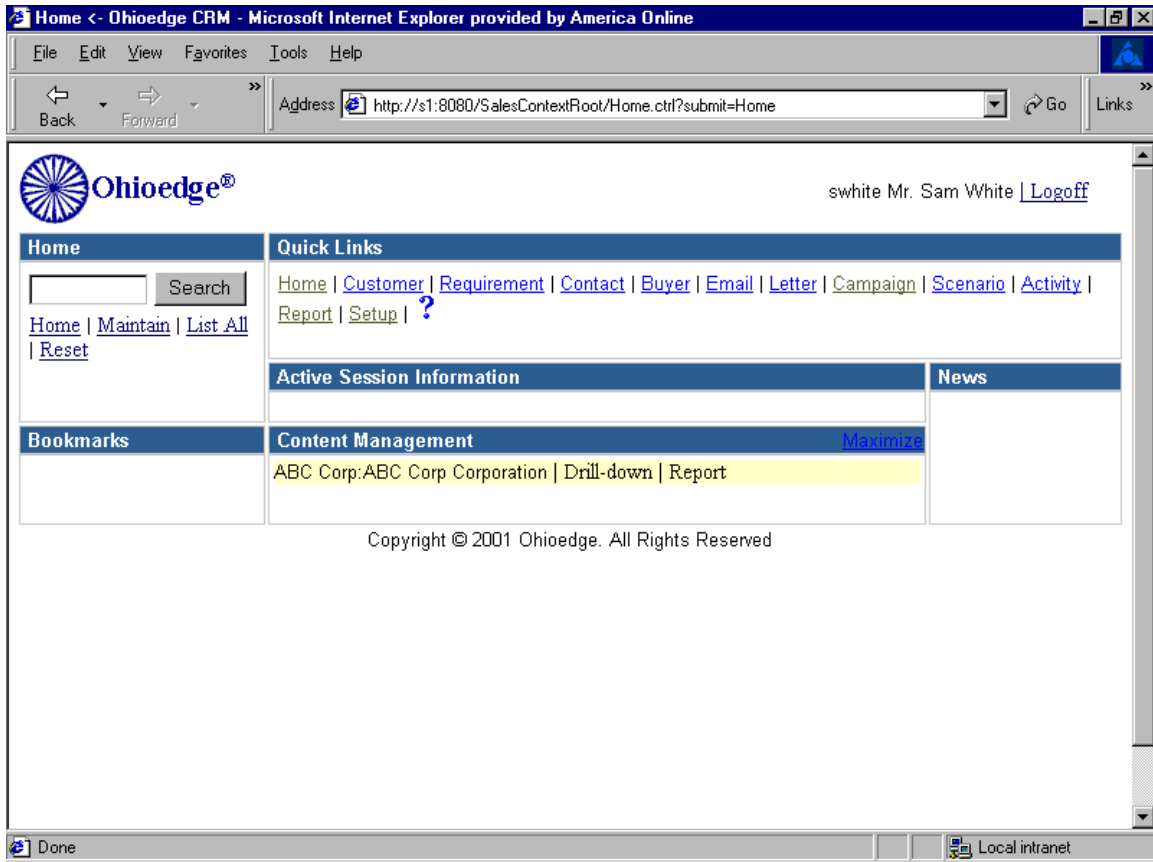 Home <- Ohioedge CRM - Microsoft Internet Explorer provided by America Online
File Edit View Favorites Tools Help
Back Forward » Address http://s1:8080/SalesContextRoot/Home.ctrl?submit=Home Go Links »
Ohioedge®
swhite Mr. Sam White | Logoff
Home
Search
Home | Maintain | List All
| Reset
Quick Links
Home | Customer | Requirement | Contact | Buyer | Email | Letter | Campaign | Scenario | Activity |
Report | Setup | ?
Active Session Information
News
Bookmarks
Content Management Maximize
ABC Corp:ABC Corp Corporation | Drill-down | Report
Copyright © 2001 Ohioedge. All Rights Reserved
Done Local intranet